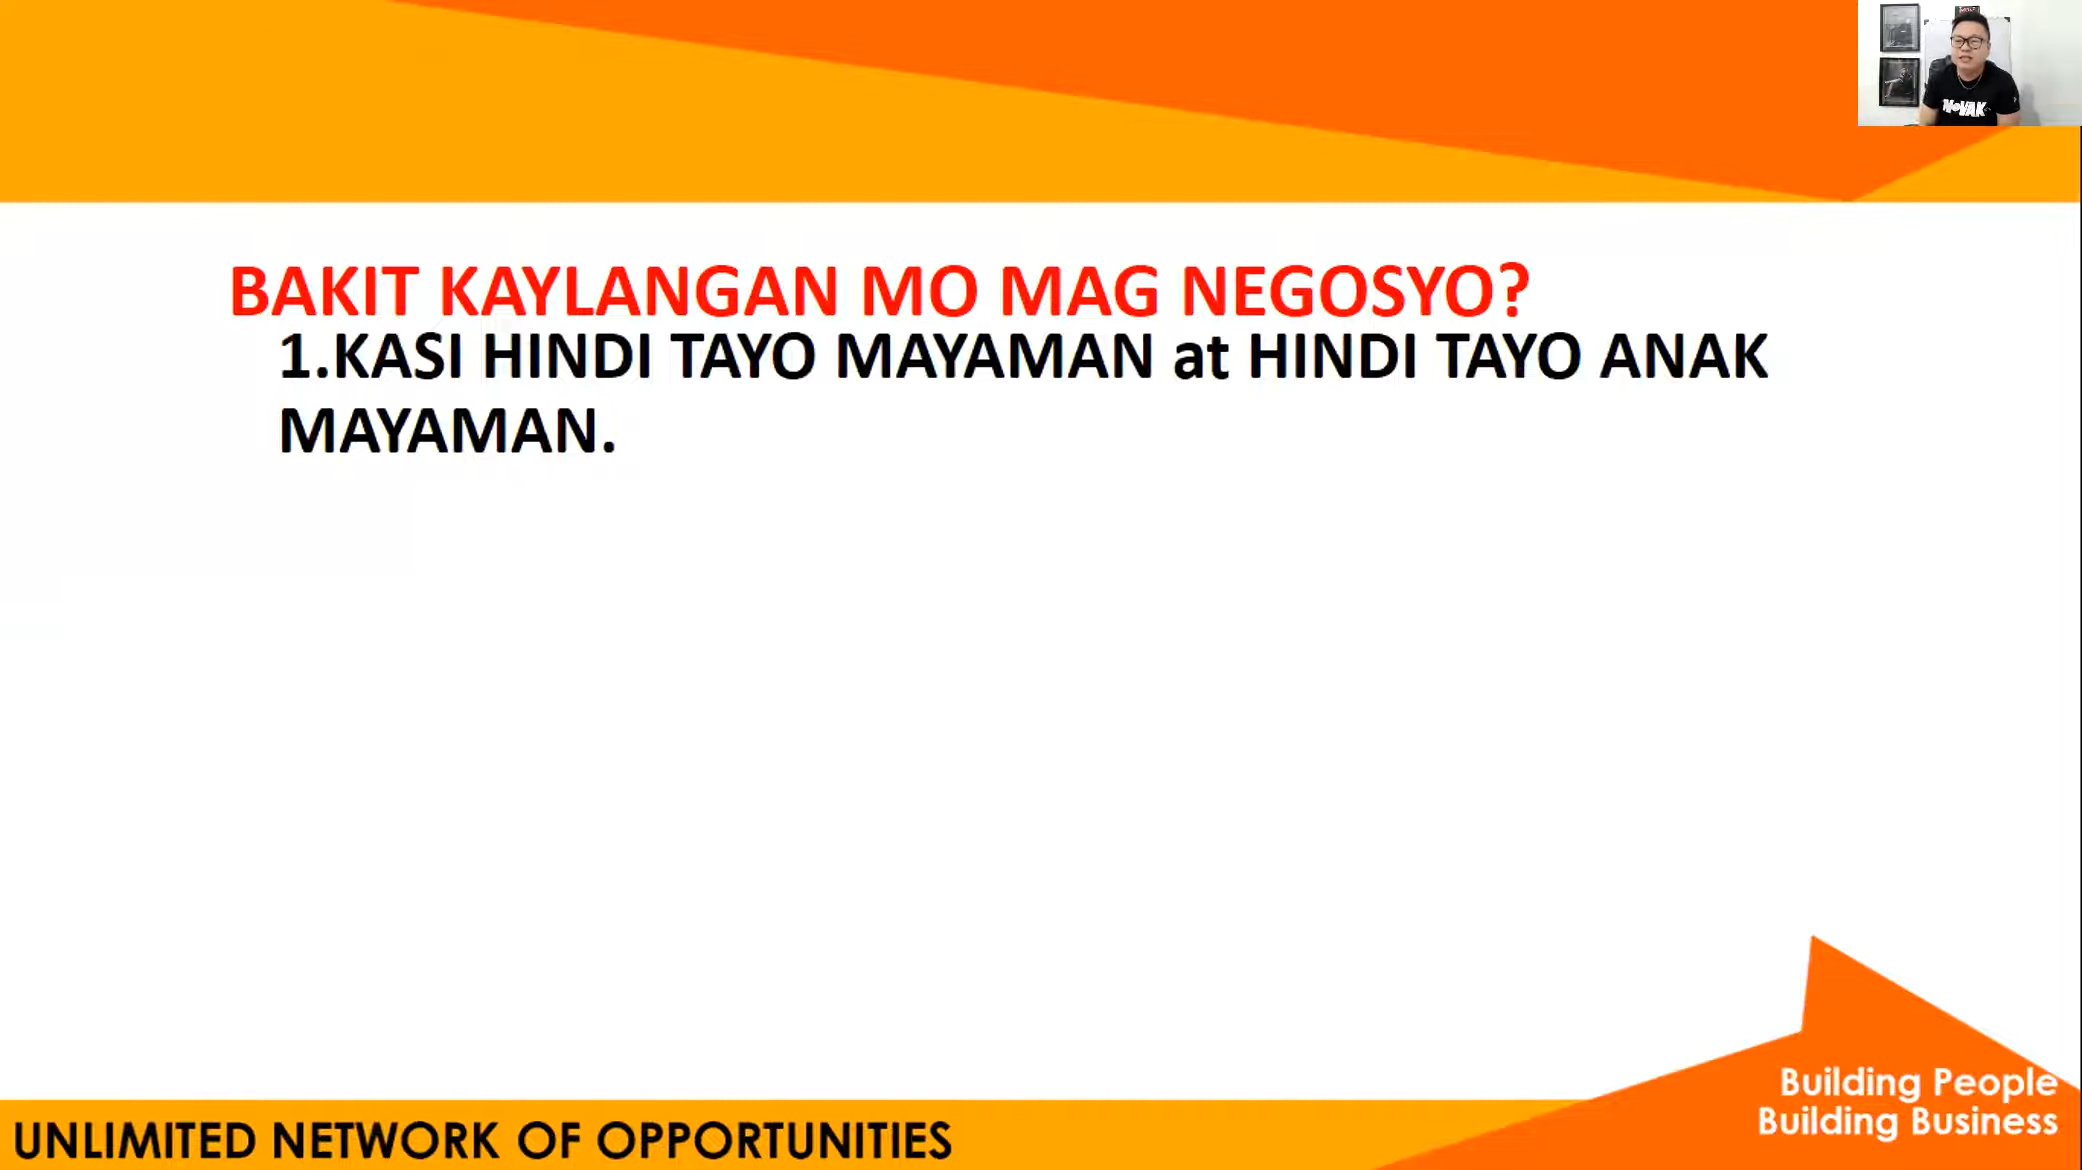 NOVAK
BAKIT KAYLANGAN MO MAG NEGOSYO?
1.KASI HINDI TAYO MAYAMAN at HINDI TAYO ANAK
MAYAMAN.
Building People
Building Business
UNLIMITED NETWORK OF OPPORTUNITIES